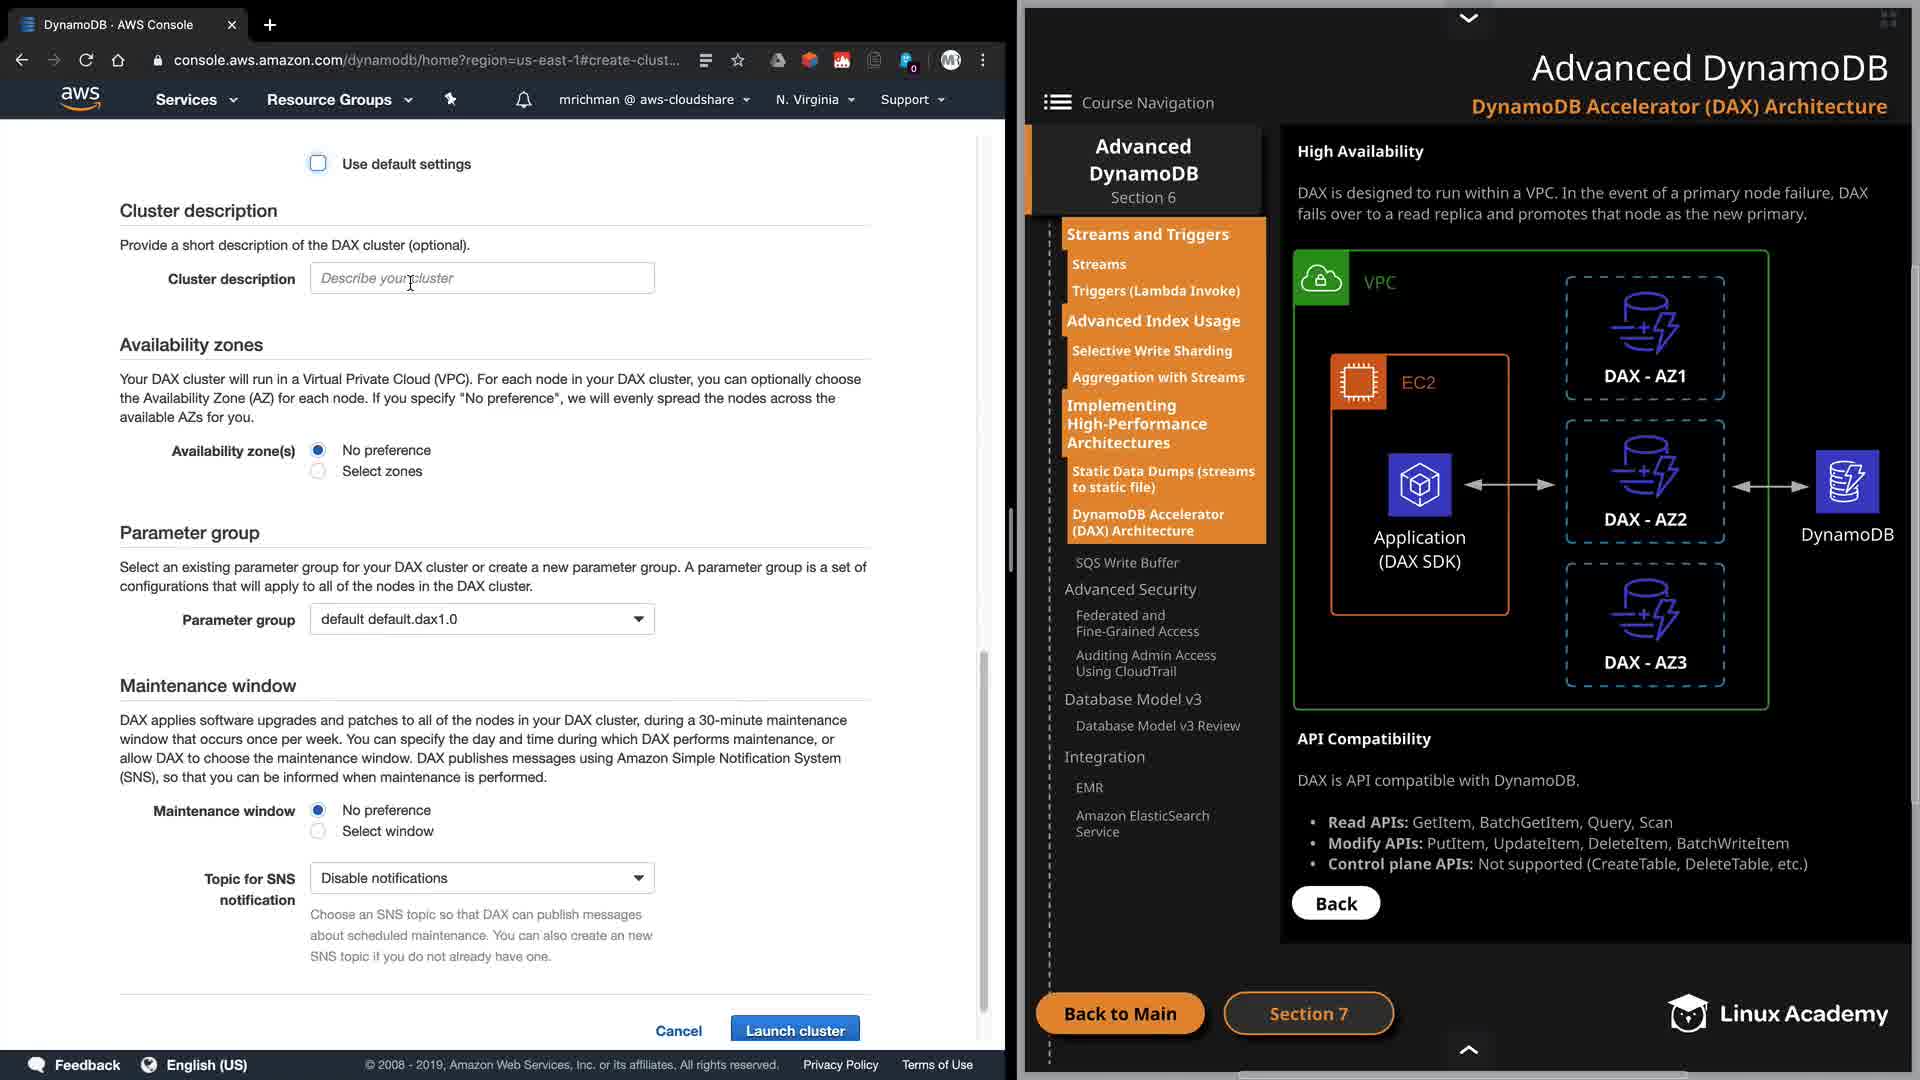 DynamoDB · AWS Console
console.aws.amazon.com/dynamodb/home?region=us-east-1#create-clust...
0
aws
Services
Resource Groups
mrichman @ aws-cloudshare
N. Virginia
Support
Use default settings
Cluster description
Provide a short description of the DAX cluster (optional).
Cluster description
Describe your cluster
Availability zones
Your DAX cluster will run in a Virtual Private Cloud (VPC). For each node in your DAX cluster, you can optionally choose
the Availability Zone (AZ) for each node. If you specify "No preference", we will evenly spread the nodes across the
available AZs for you.
Availability zone(s)
No preference
Select zones
Parameter group
Select an existing parameter group for your DAX cluster or create a new parameter group. A parameter group is a set of
configurations that will apply to all of the nodes in the DAX cluster.
Parameter group
default default.dax1.0
Maintenance window
DAX applies software upgrades and patches to all of the nodes in your DAX cluster, during a 30-minute maintenance
window that occurs once per week. You can specify the day and time during which DAX performs maintenance, or
allow DAX to choose the maintenance window. DAX publishes messages using Amazon Simple Notification System
(SNS), so that you can be informed when maintenance is performed.
Maintenance window
No preference
Select window
Topic for SNS
notification
Disable notifications
Choose an SNS topic so that DAX can publish messages
about scheduled maintenance. You can also create an new
SNS topic if you do not already have one.
Cancel
Launch cluster
Feedback
English (US)
© 2008 - 2019, Amazon Web Services, Inc. or its affiliates. All rights reserved.
Privacy Policy
Terms of Use
Advanced DynamoDB
DynamoDB Accelerator (DAX) Architecture
Course Navigation
Advanced
DynamoDB
Section 6
Streams and Triggers
Streams
Triggers (Lambda Invoke)
Advanced Index Usage
Selective Write Sharding
Aggregation with Streams
Implementing
High-Performance
Architectures
Static Data Dumps (streams
to static file)
DynamoDB Accelerator
(DAX) Architecture
SQS Write Buffer
Advanced Security
Federated and
Fine-Grained Access
Auditing Admin Access
Using CloudTrail
Database Model v3
Database Model v3 Review
Integration
EMR
Amazon ElasticSearch
Service
High Availability
DAX is designed to run within a VPC. In the event of a primary node failure, DAX
fails over to a read replica and promotes that node as the new primary.
VPC
EC2
Application
(DAX SDK)
DAX - AZ1
DAX - AZ2
DAX - AZ3
DynamoDB
API Compatibility
DAX is API compatible with DynamoDB.
• Read APIs: GetItem, BatchGetItem, Query, Scan
• Modify APIs: PutItem, UpdateItem, DeleteItem, BatchWriteItem
• Control plane APIs: Not supported (CreateTable, DeleteTable, etc.)
Back
Back to Main
Section 7
Linux Academy